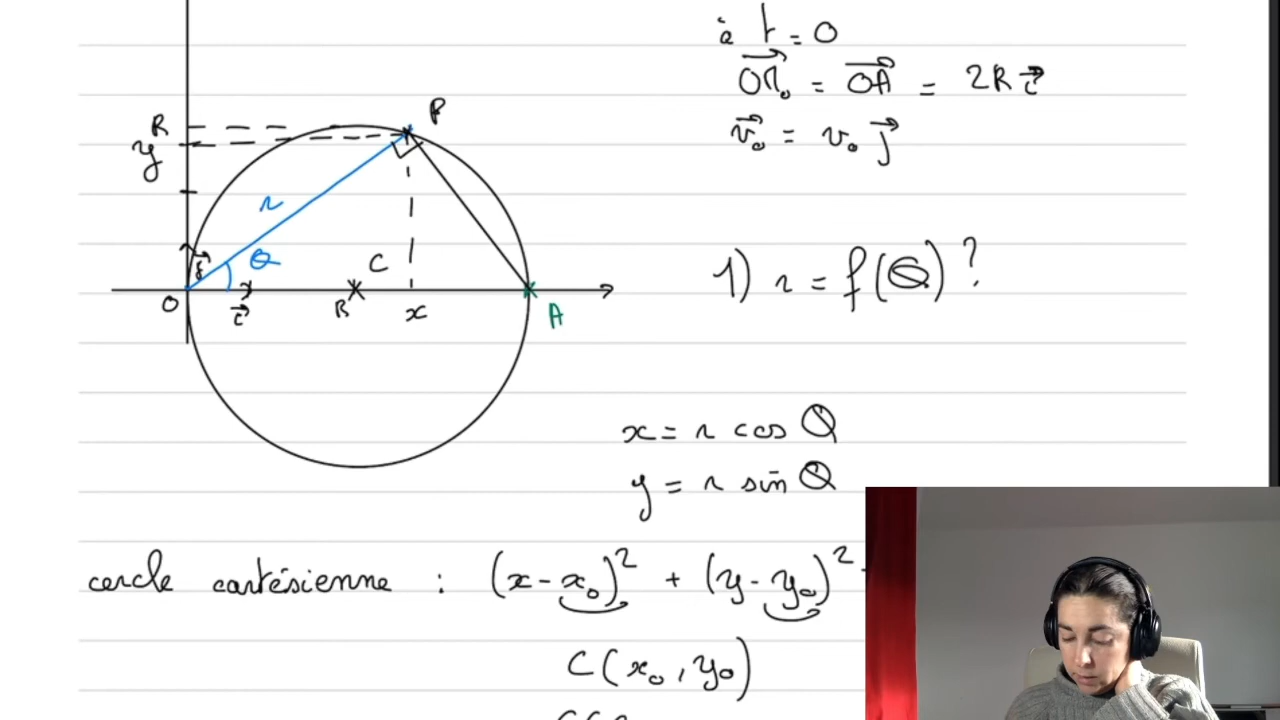 à t = 0
OM₀ = OA = 2R i
v₀ = v₀ j
R
y
P
r
θ
C
j
O
i
B
x
A
1) r = f(θ) ?
x = r cos θ
y = r sin θ
cercle cartésienne : (x - x₀)² + (y - y₀)²
C(x₀, y₀)